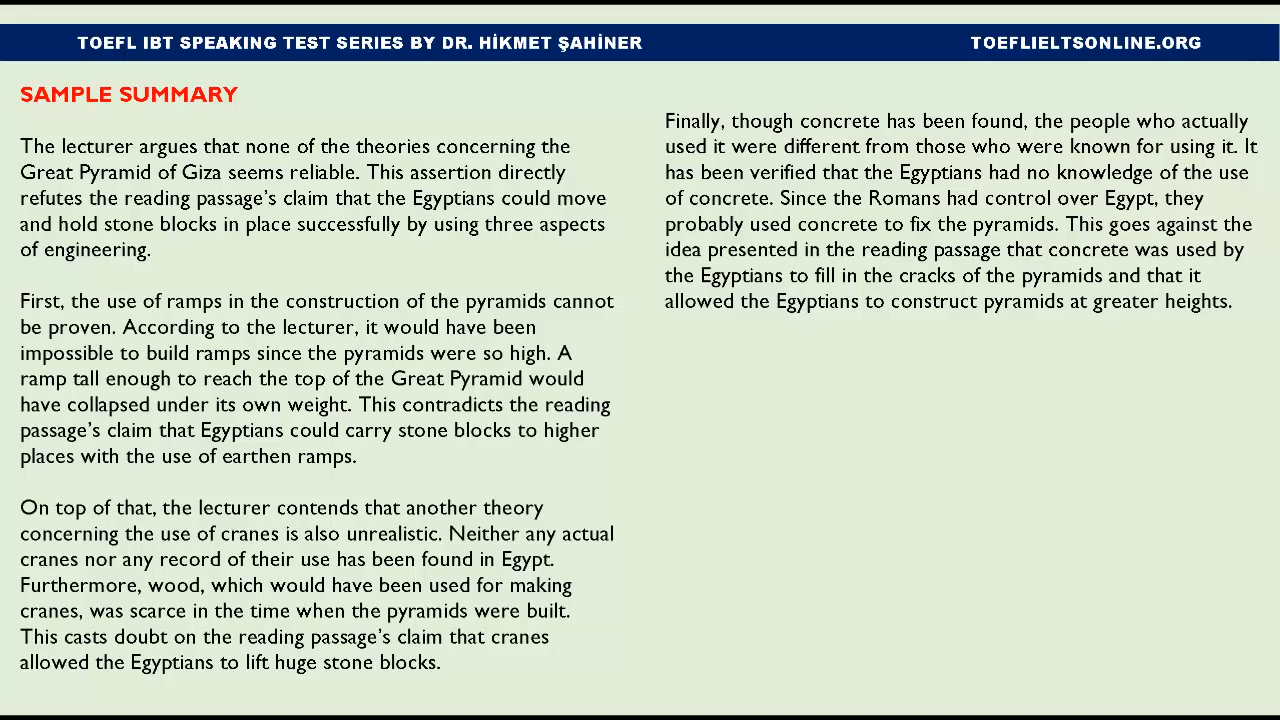 TOEFL IBT SPEAKING TEST SERIES BY DR. HİKMET ŞAHİNER
TOEFLIELTSONLINE.ORG
SAMPLE SUMMARY
The lecturer argues that none of the theories concerning the
Great Pyramid of Giza seems reliable. This assertion directly
refutes the reading passage's claim that the Egyptians could move
and hold stone blocks in place successfully by using three aspects
of engineering.
First, the use of ramps in the construction of the pyramids cannot
be proven. According to the lecturer, it would have been
impossible to build ramps since the pyramids were so high. A
ramp tall enough to reach the top of the Great Pyramid would
have collapsed under its own weight. This contradicts the reading
passage's claim that Egyptians could carry stone blocks to higher
places with the use of earthen ramps.
On top of that, the lecturer contends that another theory
concerning the use of cranes is also unrealistic. Neither any actual
cranes nor any record of their use has been found in Egypt.
Furthermore, wood, which would have been used for making
cranes, was scarce in the time when the pyramids were built.
This casts doubt on the reading passage's claim that cranes
allowed the Egyptians to lift huge stone blocks.
Finally, though concrete has been found, the people who actually
used it were different from those who were known for using it. It
has been verified that the Egyptians had no knowledge of the use
of concrete. Since the Romans had control over Egypt, they
probably used concrete to fix the pyramids. This goes against the
idea presented in the reading passage that concrete was used by
the Egyptians to fill in the cracks of the pyramids and that it
allowed the Egyptians to construct pyramids at greater heights.